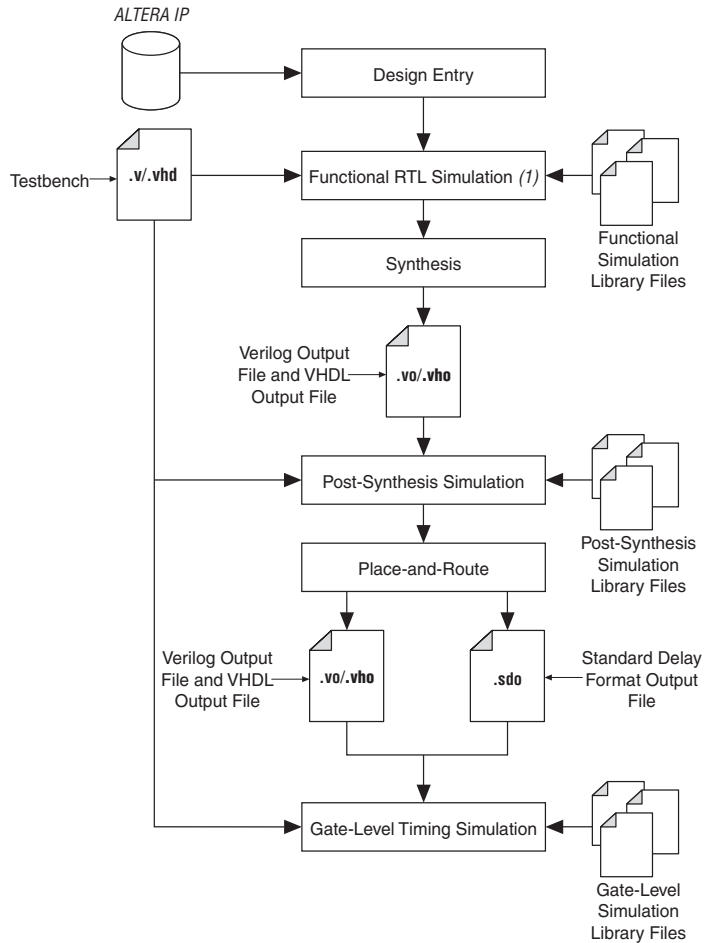 ALTERA IP
Design Entry
Testbench
.v/.vhd
Functional RTL Simulation (1)
Functional
Simulation
Library Files
Synthesis
Verilog Output
File and VHDL
Output File
.vo/.vho
Post-Synthesis Simulation
Post-Synthesis
Simulation
Library Files
Place-and-Route
Verilog Output
File and VHDL
Output File
.vo/.vho
.sdo
Standard Delay
Format Output
File
Gate-Level Timing Simulation
Gate-Level
Simulation
Library Files